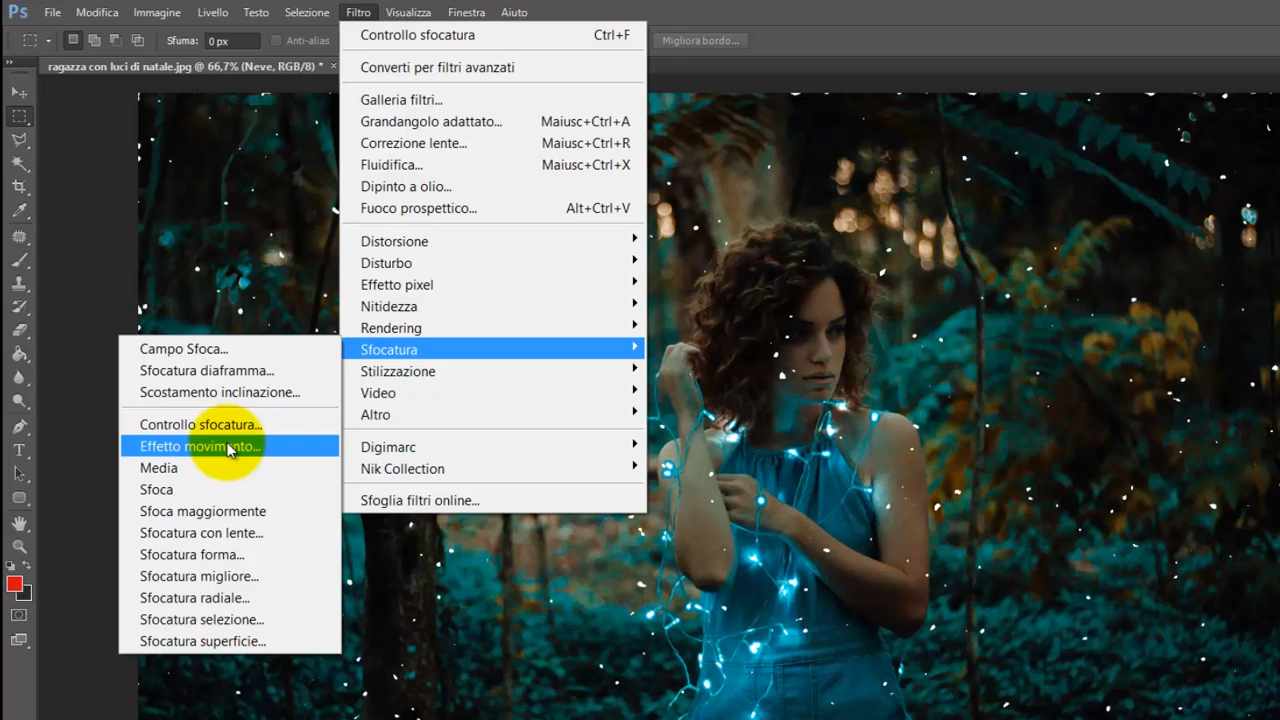 Ps File Modifica Immagine Livello Testo Selezione Filtro Visualizza Finestra Aiuto
Sfuma: 0 px Anti-alias Migliora bordo...
ragazza con luci di natale.jpg @ 66,7% (Neve, RGB/8) * ×
Controllo sfocatura Ctrl+F
Converti per filtri avanzati
Galleria filtri...
Grandangolo adattato... Maiusc+Ctrl+A
Correzione lente... Maiusc+Ctrl+R
Fluidifica... Maiusc+Ctrl+X
Dipinto a olio...
Fuoco prospettico... Alt+Ctrl+V
Distorsione
Disturbo
Effetto pixel
Nitidezza
Rendering
Sfocatura
Stilizzazione
Video
Altro
Digimarc
Nik Collection
Sfoglia filtri online...
Campo Sfoca...
Sfocatura diaframma...
Scostamento inclinazione...
Controllo sfocatura...
Effetto movimento...
Media
Sfoca
Sfoca maggiormente
Sfocatura con lente...
Sfocatura forma...
Sfocatura migliore...
Sfocatura radiale...
Sfocatura selezione...
Sfocatura superficie...